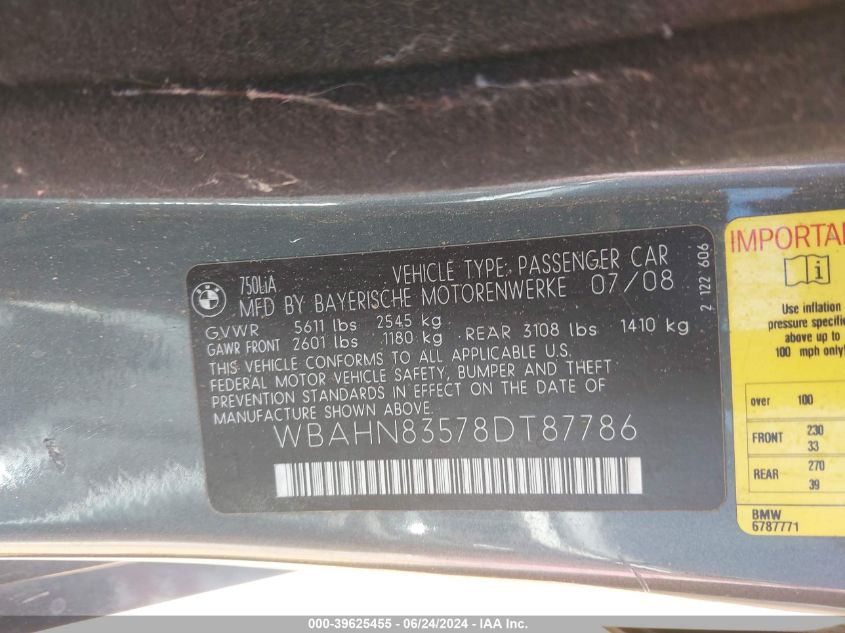 BMW
750LiA
VEHICLE TYPE: PASSENGER CAR
MFD BY BAYERISCHE MOTORENWERKE 07/08
GVWR 5611 lbs 2545 kg
GAWR FRONT 2601 lbs 1180 kg REAR 3108 lbs 1410 kg
THIS VEHICLE CONFORMS TO ALL APPLICABLE U.S.
FEDERAL MOTOR VEHICLE SAFETY, BUMPER AND THEFT
PREVENTION STANDARDS IN EFFECT ON THE DATE OF
MANUFACTURE SHOWN ABOVE.
WBAHN83578DT87786
2 122 606
IMPORTA
Use inflation
pressure specifi
above up to
100 mph only!
over 100
FRONT 230
33
REAR 270
39
BMW
6787771
000-39625455 - 06/24/2024 - IAA Inc.